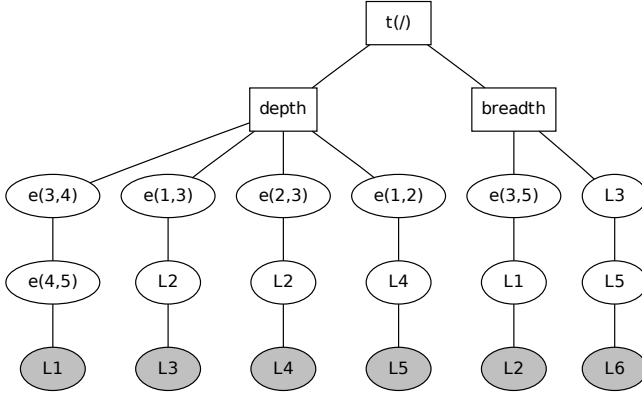 t(/)
depth breadth
e(3,4) e(1,3) e(2,3) e(1,2) e(3,5) L3
e(4,5) L2 L2 L4 L1 L5
L1 L3 L4 L5 L2 L6